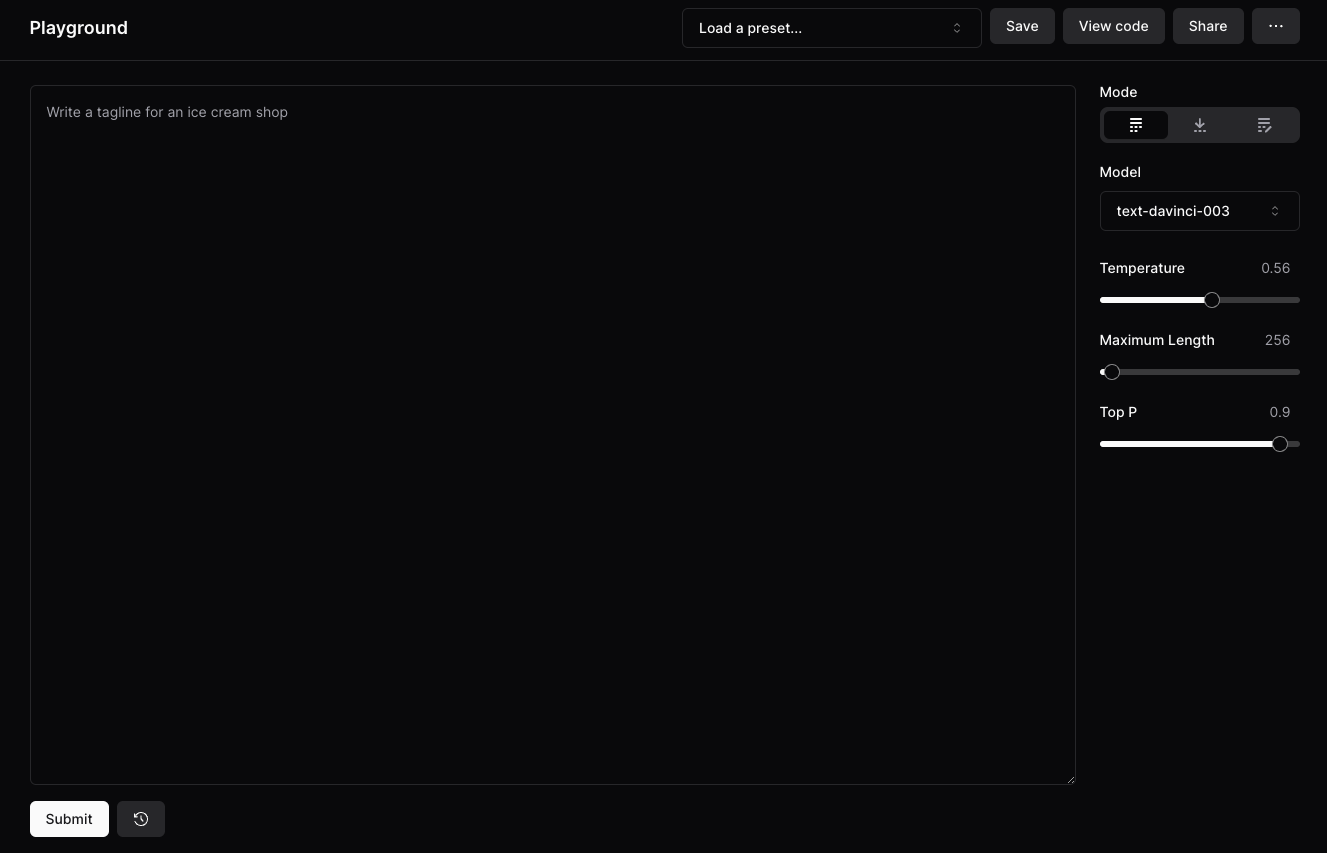 Playground
Load a preset...
Save
View code
Share
Write a tagline for an ice cream shop
Mode
Model
text-davinci-003
Temperature 0.56
Maximum Length 256
Top P 0.9
Submit